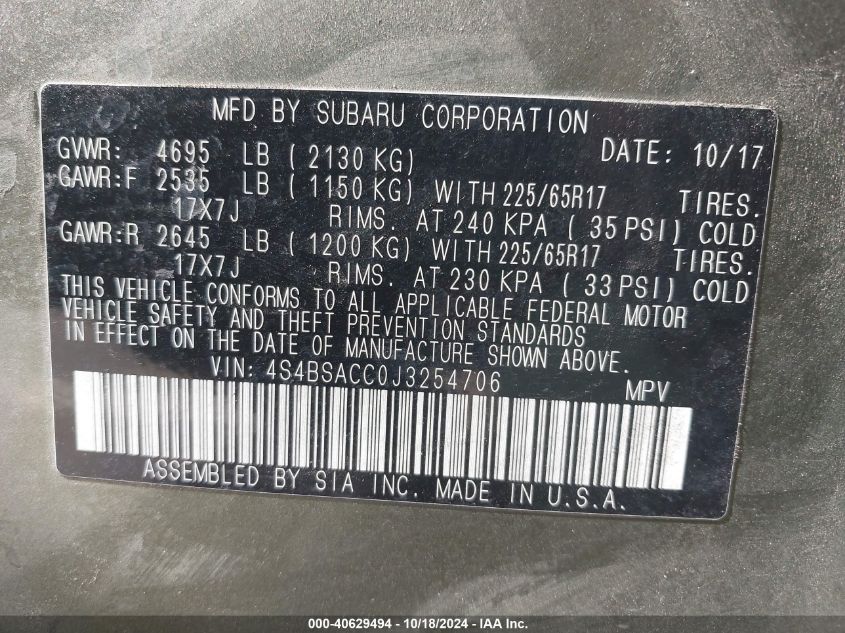 MFD BY SUBARU CORPORATION
GVWR: 4695 LB ( 2130 KG) DATE: 10/17
GAWR:F 2535 LB ( 1150 KG) WITH 225/65R17 TIRES.
17X7J RIMS. AT 240 KPA ( 35 PSI) COLD
GAWR:R 2645 LB ( 1200 KG) WITH 225/65R17 TIRES.
17X7J RIMS. AT 230 KPA ( 33 PSI) COLD
THIS VEHICLE CONFORMS TO ALL APPLICABLE FEDERAL MOTOR
VEHICLE SAFETY AND THEFT PREVENTION STANDARDS
IN EFFECT ON THE DATE OF MANUFACTURE SHOWN ABOVE.
VIN: 4S4BSACC0J3254706 MPV
ASSEMBLED BY SIA INC. MADE IN U.S.A.
000-40629494 - 10/18/2024 - IAA Inc.